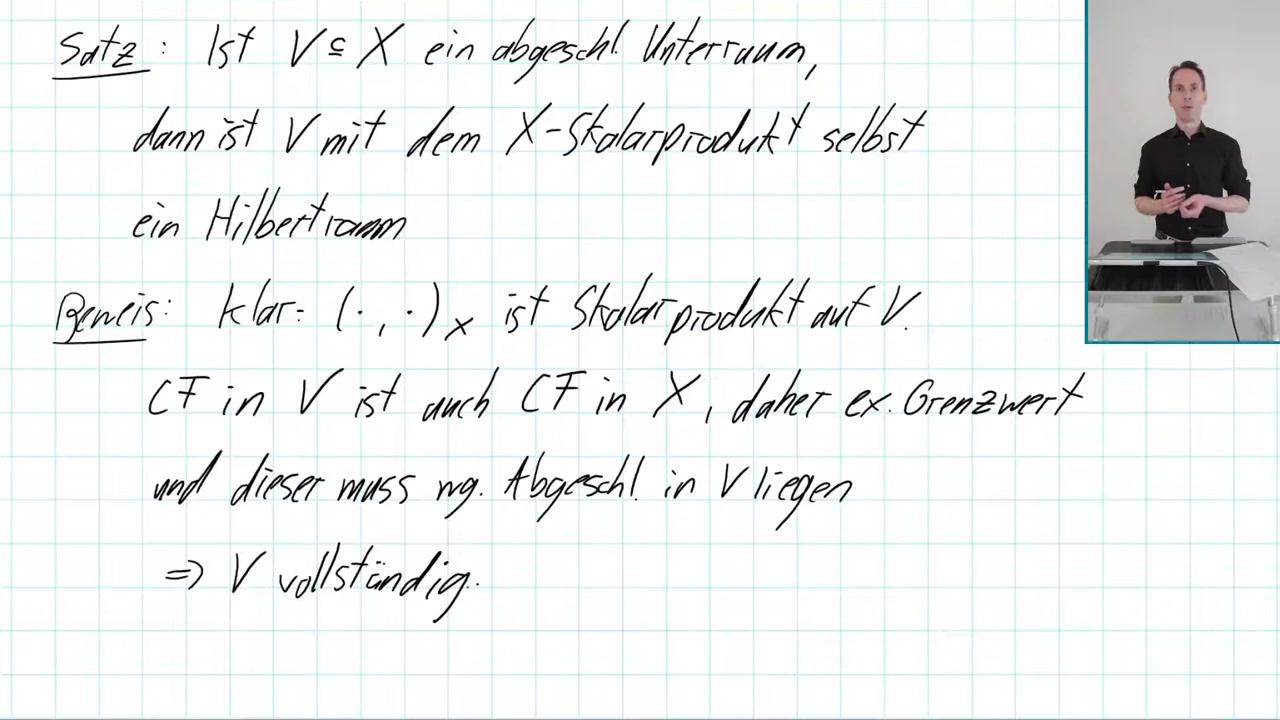 Satz: Ist V ⊆ X ein abgeschl. Unterraum,
dann ist V mit dem X-Skalarprodukt selbst
ein Hilbertraum
Beweis: klar: (·,·)_X ist Skalarprodukt auf V.
CF in V ist auch CF in X, daher ex. Grenzwert
und dieser muss wg. Abgeschl. in V liegen
⇒ V vollständig.